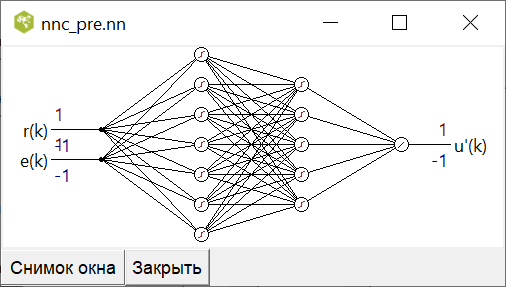 nnc_pre.nn
1
r(k)
-1
1
e(k)
-1
1
u'(k)
-1
Снимок окна Закрыть